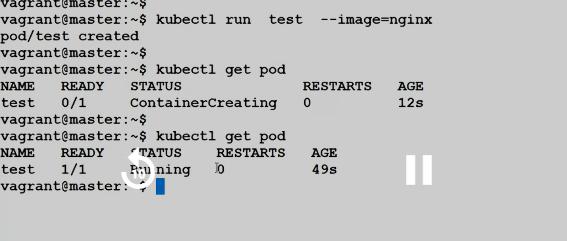 vagrant@master:~$
vagrant@master:~$ kubectl run test --image=nginx
pod/test created
vagrant@master:~$
vagrant@master:~$ kubectl get pod
NAME READY STATUS RESTARTS AGE
test 0/1 ContainerCreating 0 12s
vagrant@master:~$
vagrant@master:~$ kubectl get pod
NAME READY STATUS RESTARTS AGE
test 1/1 Running 0 49s
vagrant@master:~$